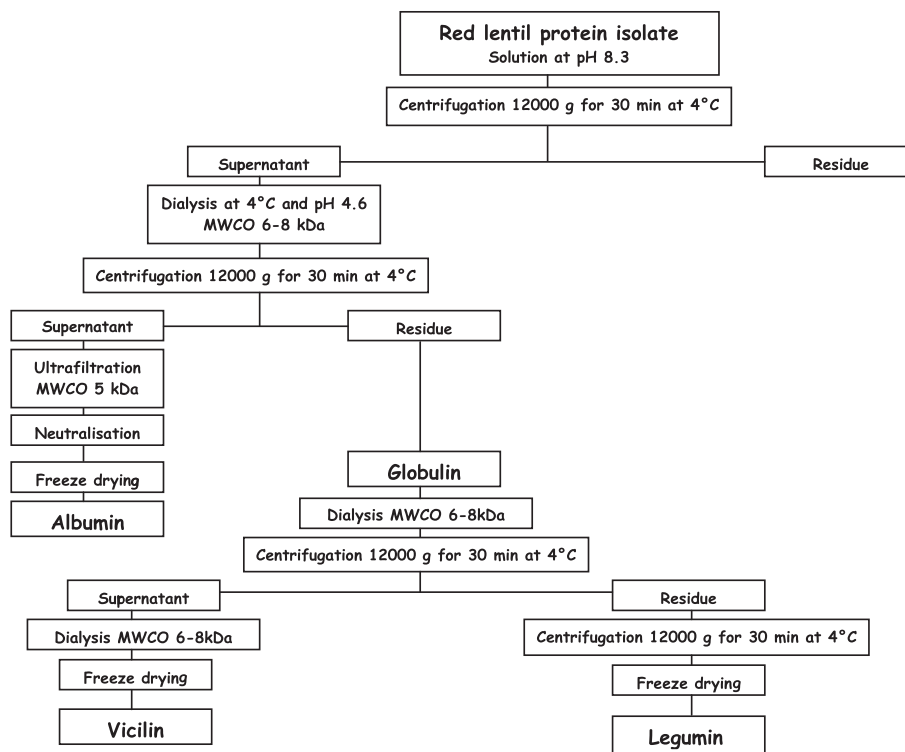 Red lentil protein isolate
Solution at pH 8.3
Centrifugation 12000 g for 30 min at 4°C
Supernatant
Residue
Dialysis at 4°C and pH 4.6
MWCO 6-8 kDa
Centrifugation 12000 g for 30 min at 4°C
Supernatant
Residue
Ultrafiltration
MWCO 5 kDa
Neutralisation
Freeze drying
Albumin
Globulin
Dialysis MWCO 6-8kDa
Centrifugation 12000 g for 30 min at 4°C
Supernatant
Residue
Dialysis MWCO 6-8kDa
Centrifugation 12000 g for 30 min at 4°C
Freeze drying
Freeze drying
Vicilin
Legumin